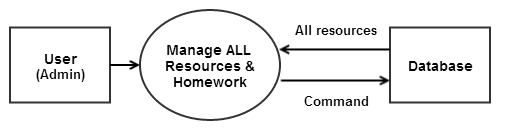 User
(Admin)
Manage ALL
Resources &
Homework
All resources
Command
Database